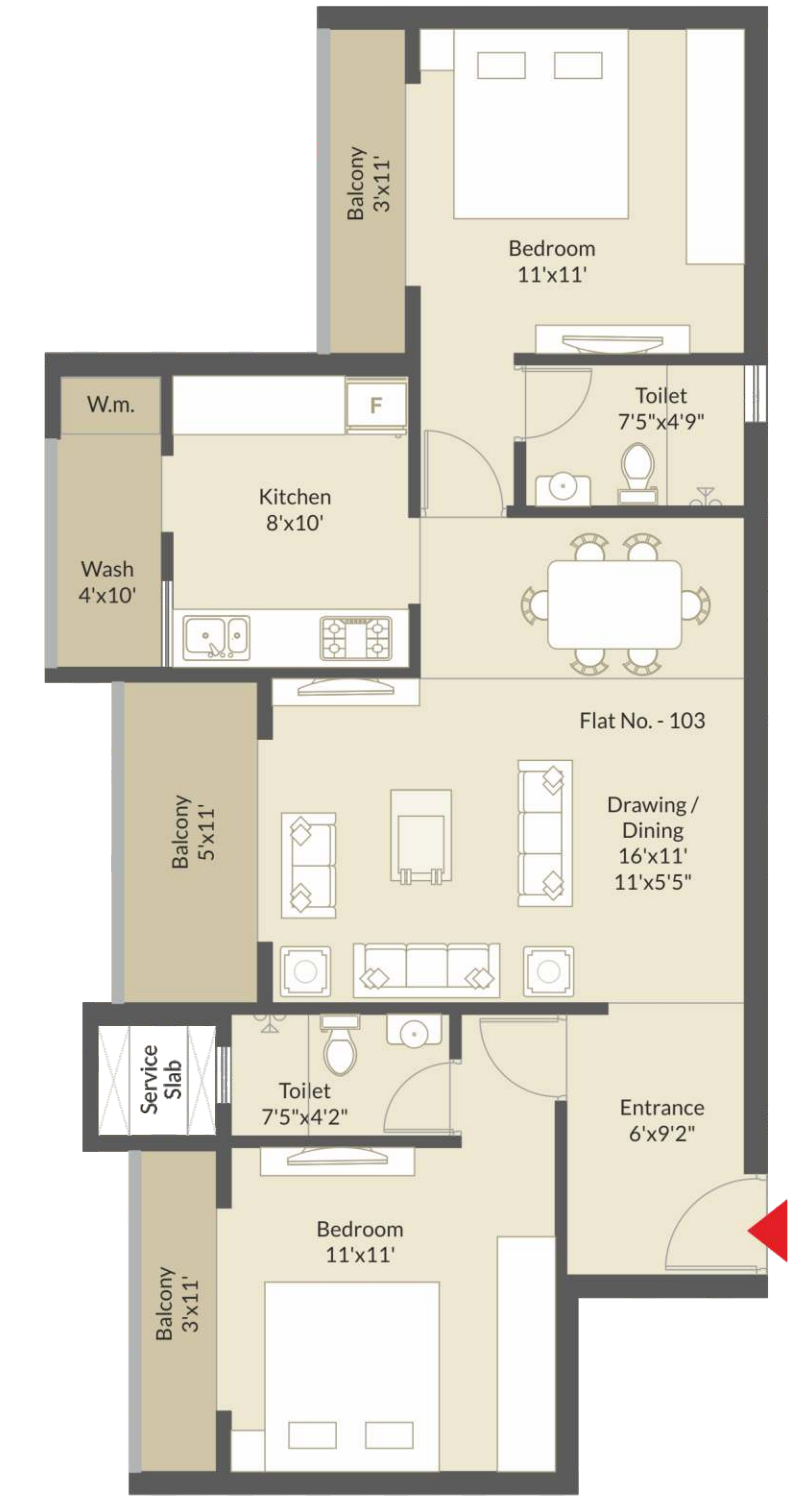 Balcony
3'x11'
Bedroom
11'x11'
W.m.
F
Toilet
7'5"x4'9"
Kitchen
8'x10'
Wash
4'x10'
Flat No. - 103
Balcony
5'x11'
Drawing /
Dining
16'x11'
11'x5'5"
Service
Slab
Toilet
7'5"x4'2"
Entrance
6'x9'2"
Bedroom
11'x11'
Balcony
3'x11'